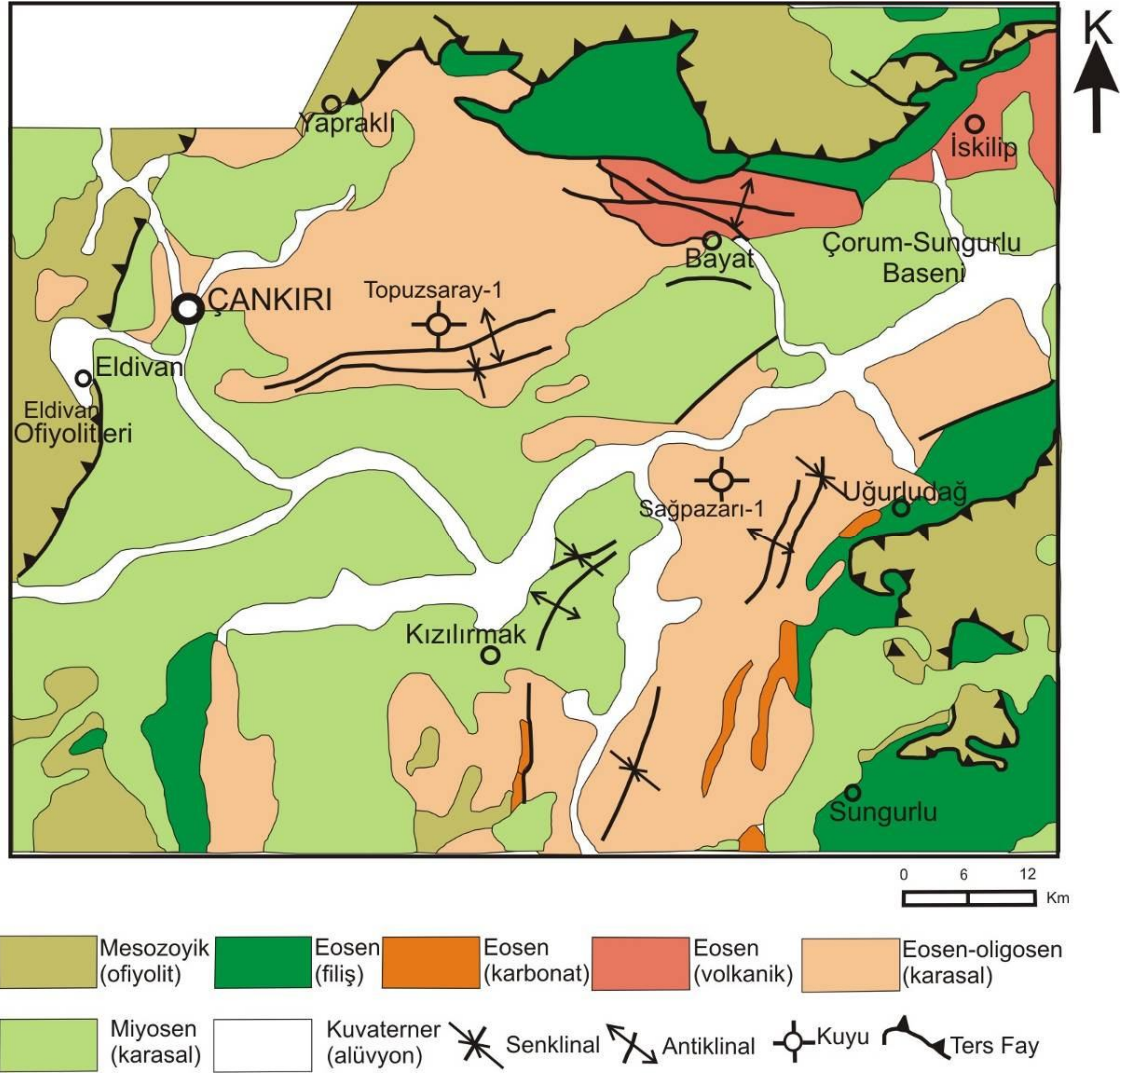 K
Yapraklı
İskilip
Çorum-Sungurlu
Baseni
Bayat
Topuzsaray-1
ÇANKIRI
Eldivan
Eldivan
Ofiyolitleri
Sağpazarı-1
Uğurludağ
Kızılırmak
Sungurlu
0 6 12
Km
Mesozoyik
(ofiyolit)
Eosen
(filiş)
Eosen
(karbonat)
Eosen
(volkanik)
Eosen-oligosen
(karasal)
Miyosen
(karasal)
Kuvaterner
(alüvyon)
Senklinal
Antiklinal
Kuyu
Ters Fay